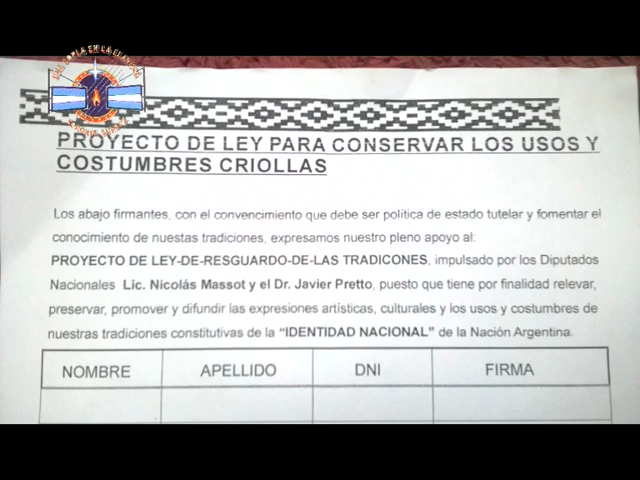 PROYECTO DE LEY PARA CONSERVAR LOS USOS Y
COSTUMBRES CRIOLLAS
Los abajo firmantes, con el convencimiento que debe ser política de estado tutelar y fomentar el
conocimiento de nuestas tradiciones, expresamos nuestro pleno apoyo al:
PROYECTO DE LEY-DE-RESGUARDO-DE-LAS TRADICONES, impulsado por los Diputados
Nacionales Lic. Nicolás Massot y el Dr. Javier Pretto, puesto que tiene por finalidad relevar,
preservar, promover y difundir las expresiones artísticas, culturales y los usos y costumbres de
nuestras tradiciones constitutivas de la “IDENTIDAD NACIONAL” de la Nación Argentina.
NOMBRE APELLIDO DNI FIRMA